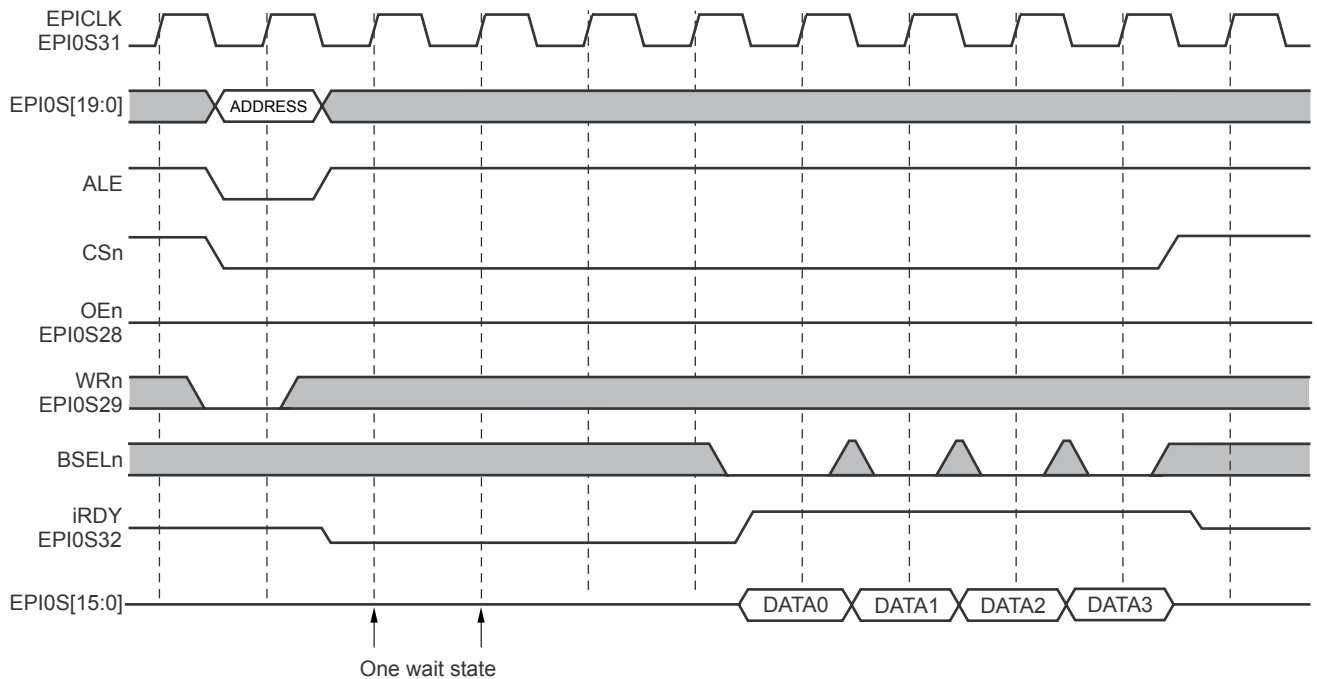 EPICLK
EPI0S31
EPI0S[19:0]
ADDRESS
ALE
CSn
OEn
EPI0S28
WRn
EPI0S29
BSELn
iRDY
EPI0S32
EPI0S[15:0]
DATA0 DATA1 DATA2 DATA3
One wait state